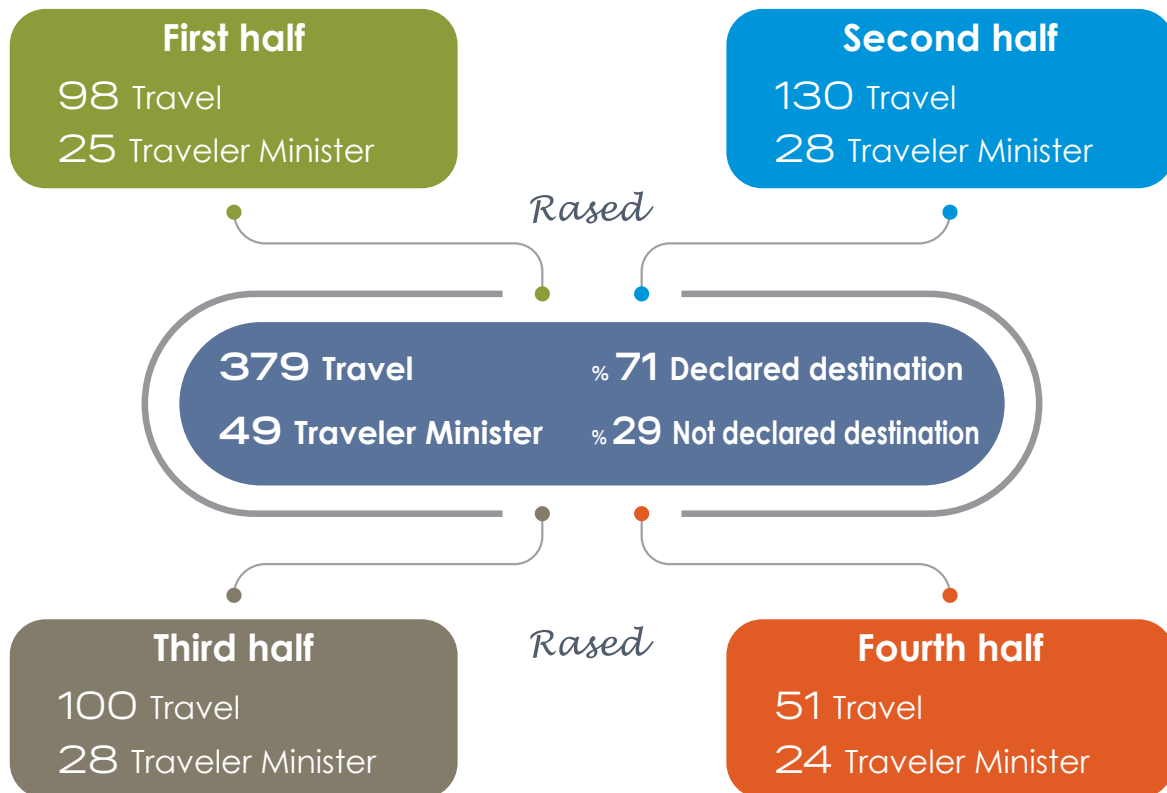 First half
98 Travel
25 Traveler Minister
Second half
130 Travel
28 Traveler Minister
Rased
379 Travel
% 71 Declared destination
49 Traveler Minister
% 29 Not declared destination
Third half
100 Travel
28 Traveler Minister
Rased
Fourth half
51 Travel
24 Traveler Minister